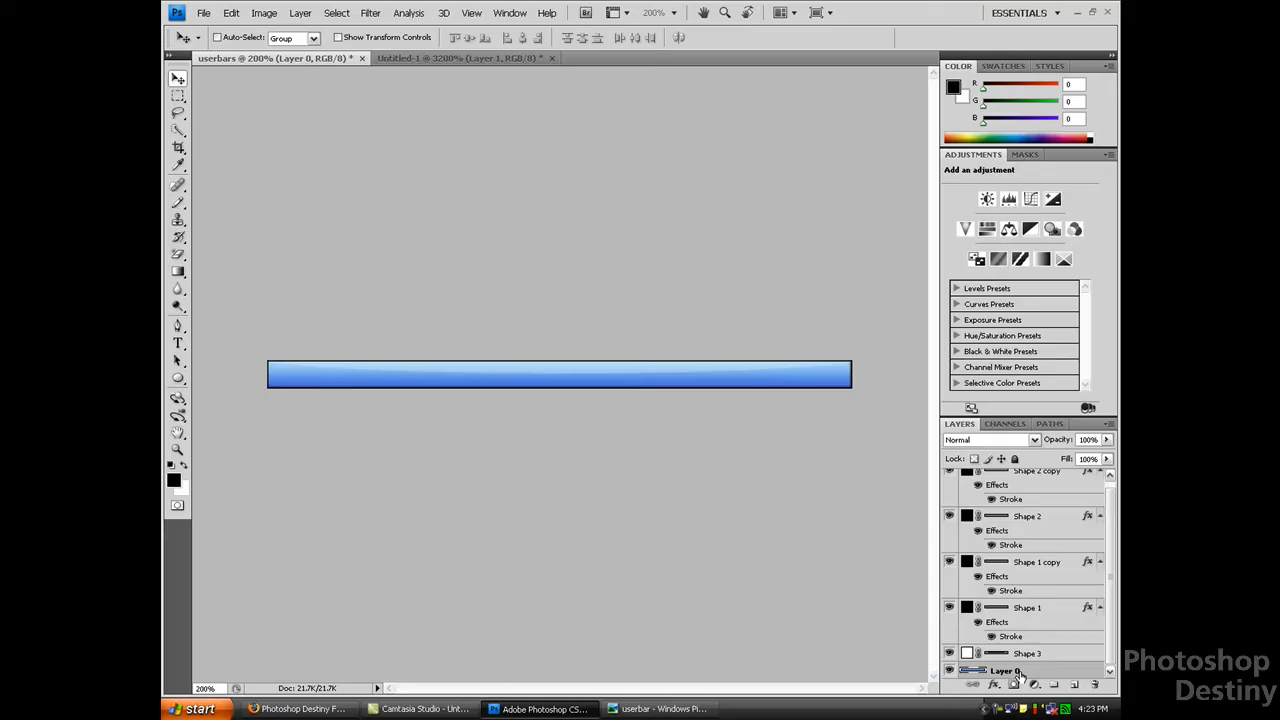 Ps File Edit Image Layer Select Filter Analysis 3D View Window Help Br 200% ESSENTIALS
Auto-Select: Group Show Transform Controls
userbars @ 200% (Layer 0, RGB/8) * Untitled-1 @ 3200% (Layer 1, RGB/8) *
COLOR SWATCHES STYLES
R 0
G 0
B 0
ADJUSTMENTS MASKS
Add an adjustment
Levels Presets
Curves Presets
Exposure Presets
Hue/Saturation Presets
Black & White Presets
Channel Mixer Presets
Selective Color Presets
LAYERS CHANNELS PATHS
Normal Opacity: 100%
Lock: Fill: 100%
Shape 2 copy fx
Effects
Stroke
Shape 2 fx
Effects
Stroke
Shape 1 copy fx
Effects
Stroke
Shape 1 fx
Effects
Stroke
Shape 3
Layer 0
200% Doc: 21.7K/21.7K
start Photoshop Destiny F... Camtasia Studio - Unt... Adobe Photoshop CS... userbar - Windows Pi... 4:23 PM
Photoshop
Destiny